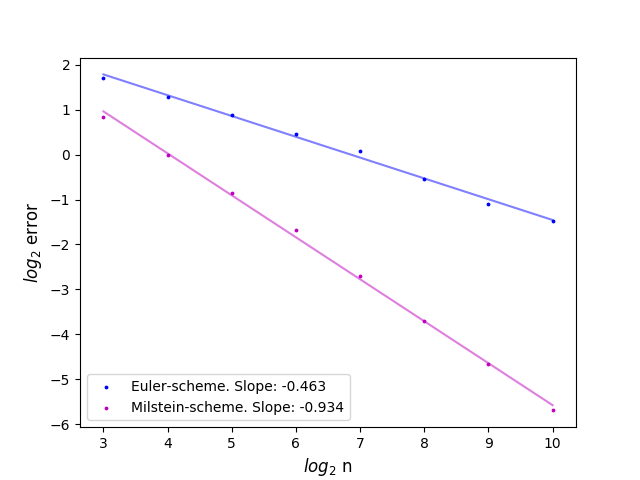 2
1
0
−1
−2
−3
−4
−5
−6
log₂ error
Euler-scheme. Slope: -0.463
Milstein-scheme. Slope: -0.934
3 4 5 6 7 8 9 10
log₂ n